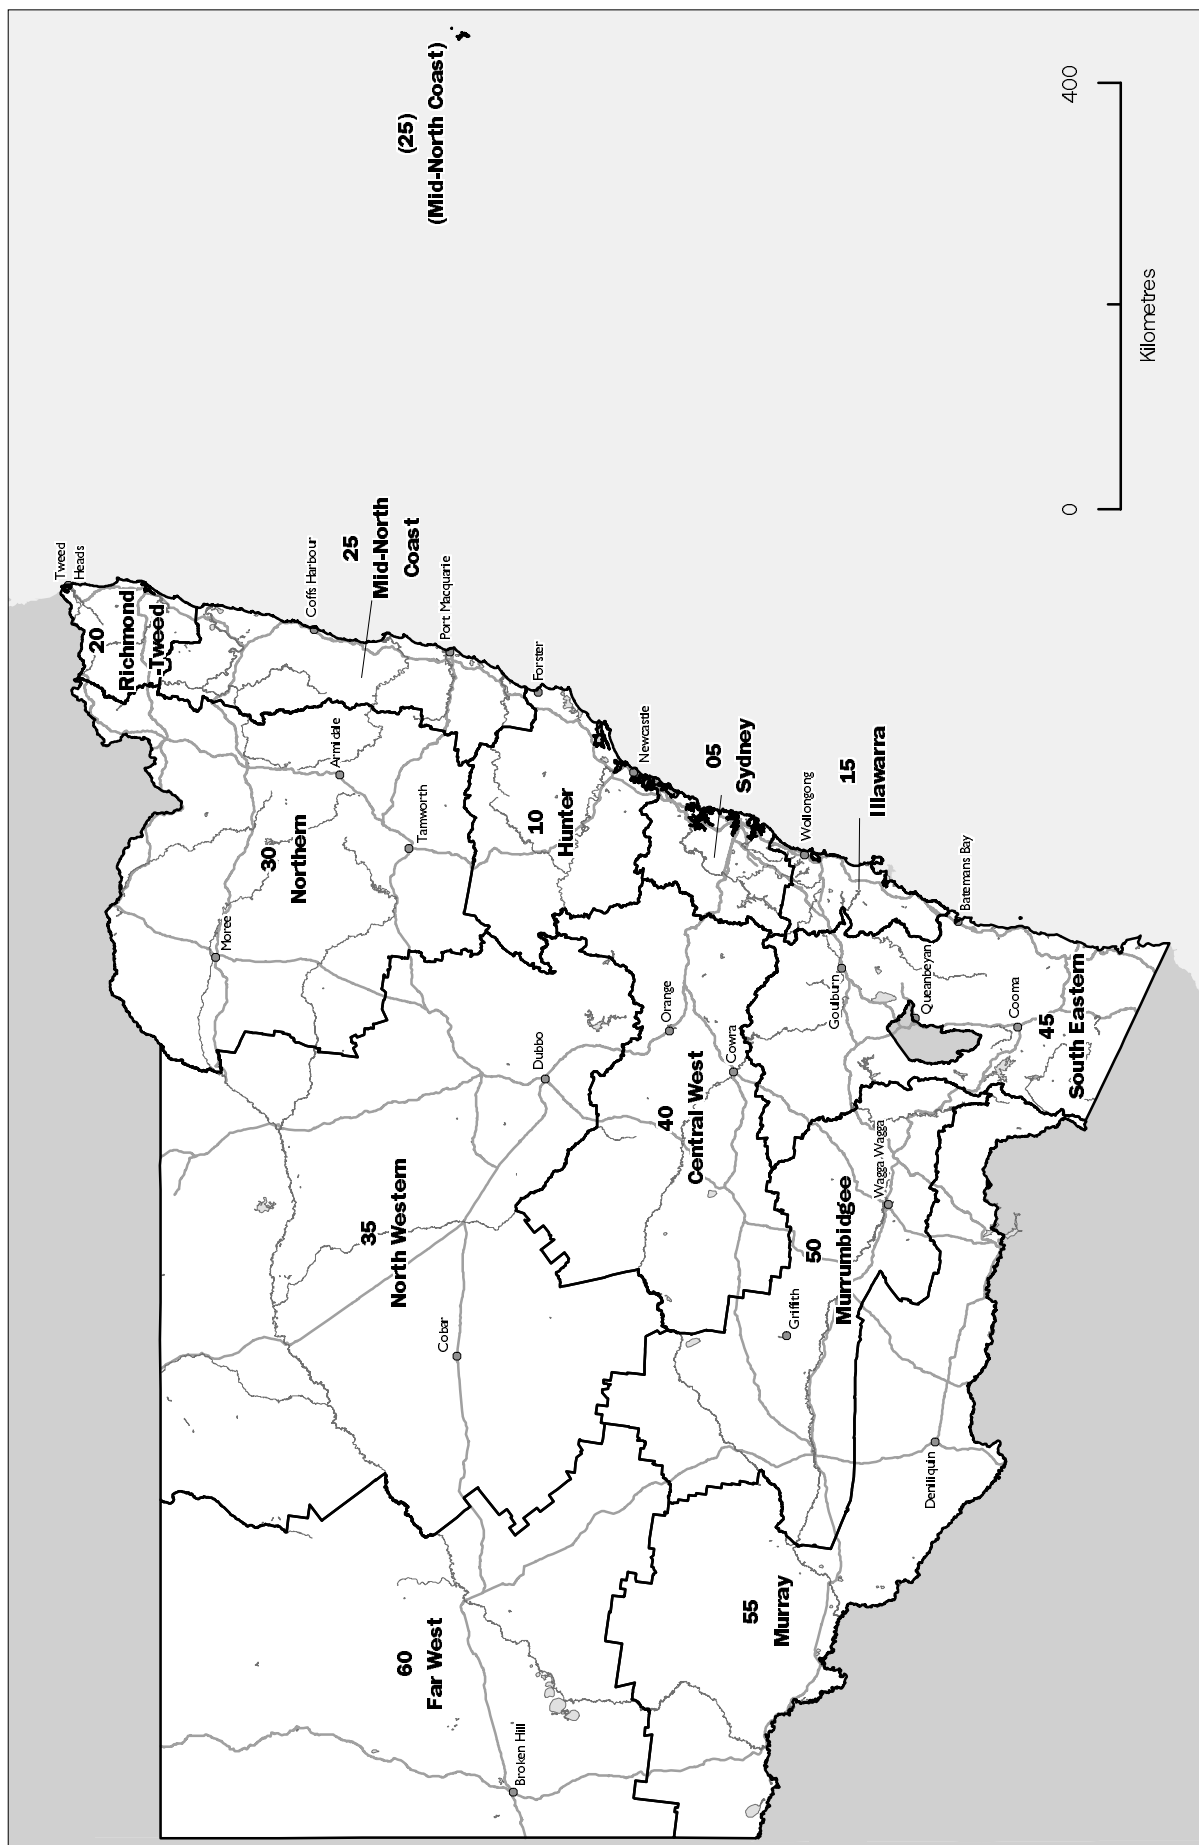 (25)
(Mid-North Coast)
Tweed
Heads
20
Richmond
-Tweed
Coffs Harbour
25
Mid-North
Coast
Port Macquarie
Armidale
30
Northern
Moree
Tamworth
Forster
10
Hunter
Newcastle
35
North Western
Cobar
Dubbo
60
Far West
Broken Hill
Orange
40
Central West
Cowra
05
Sydney
Wollongong
15
Illawarra
Batemans Bay
Goulburn
Queanbeyan
Cooma
45
South Eastern
50
Murrumbidgee
Wagga Wagga
Griffith
55
Murray
Deniliquin
0
400
Kilometres